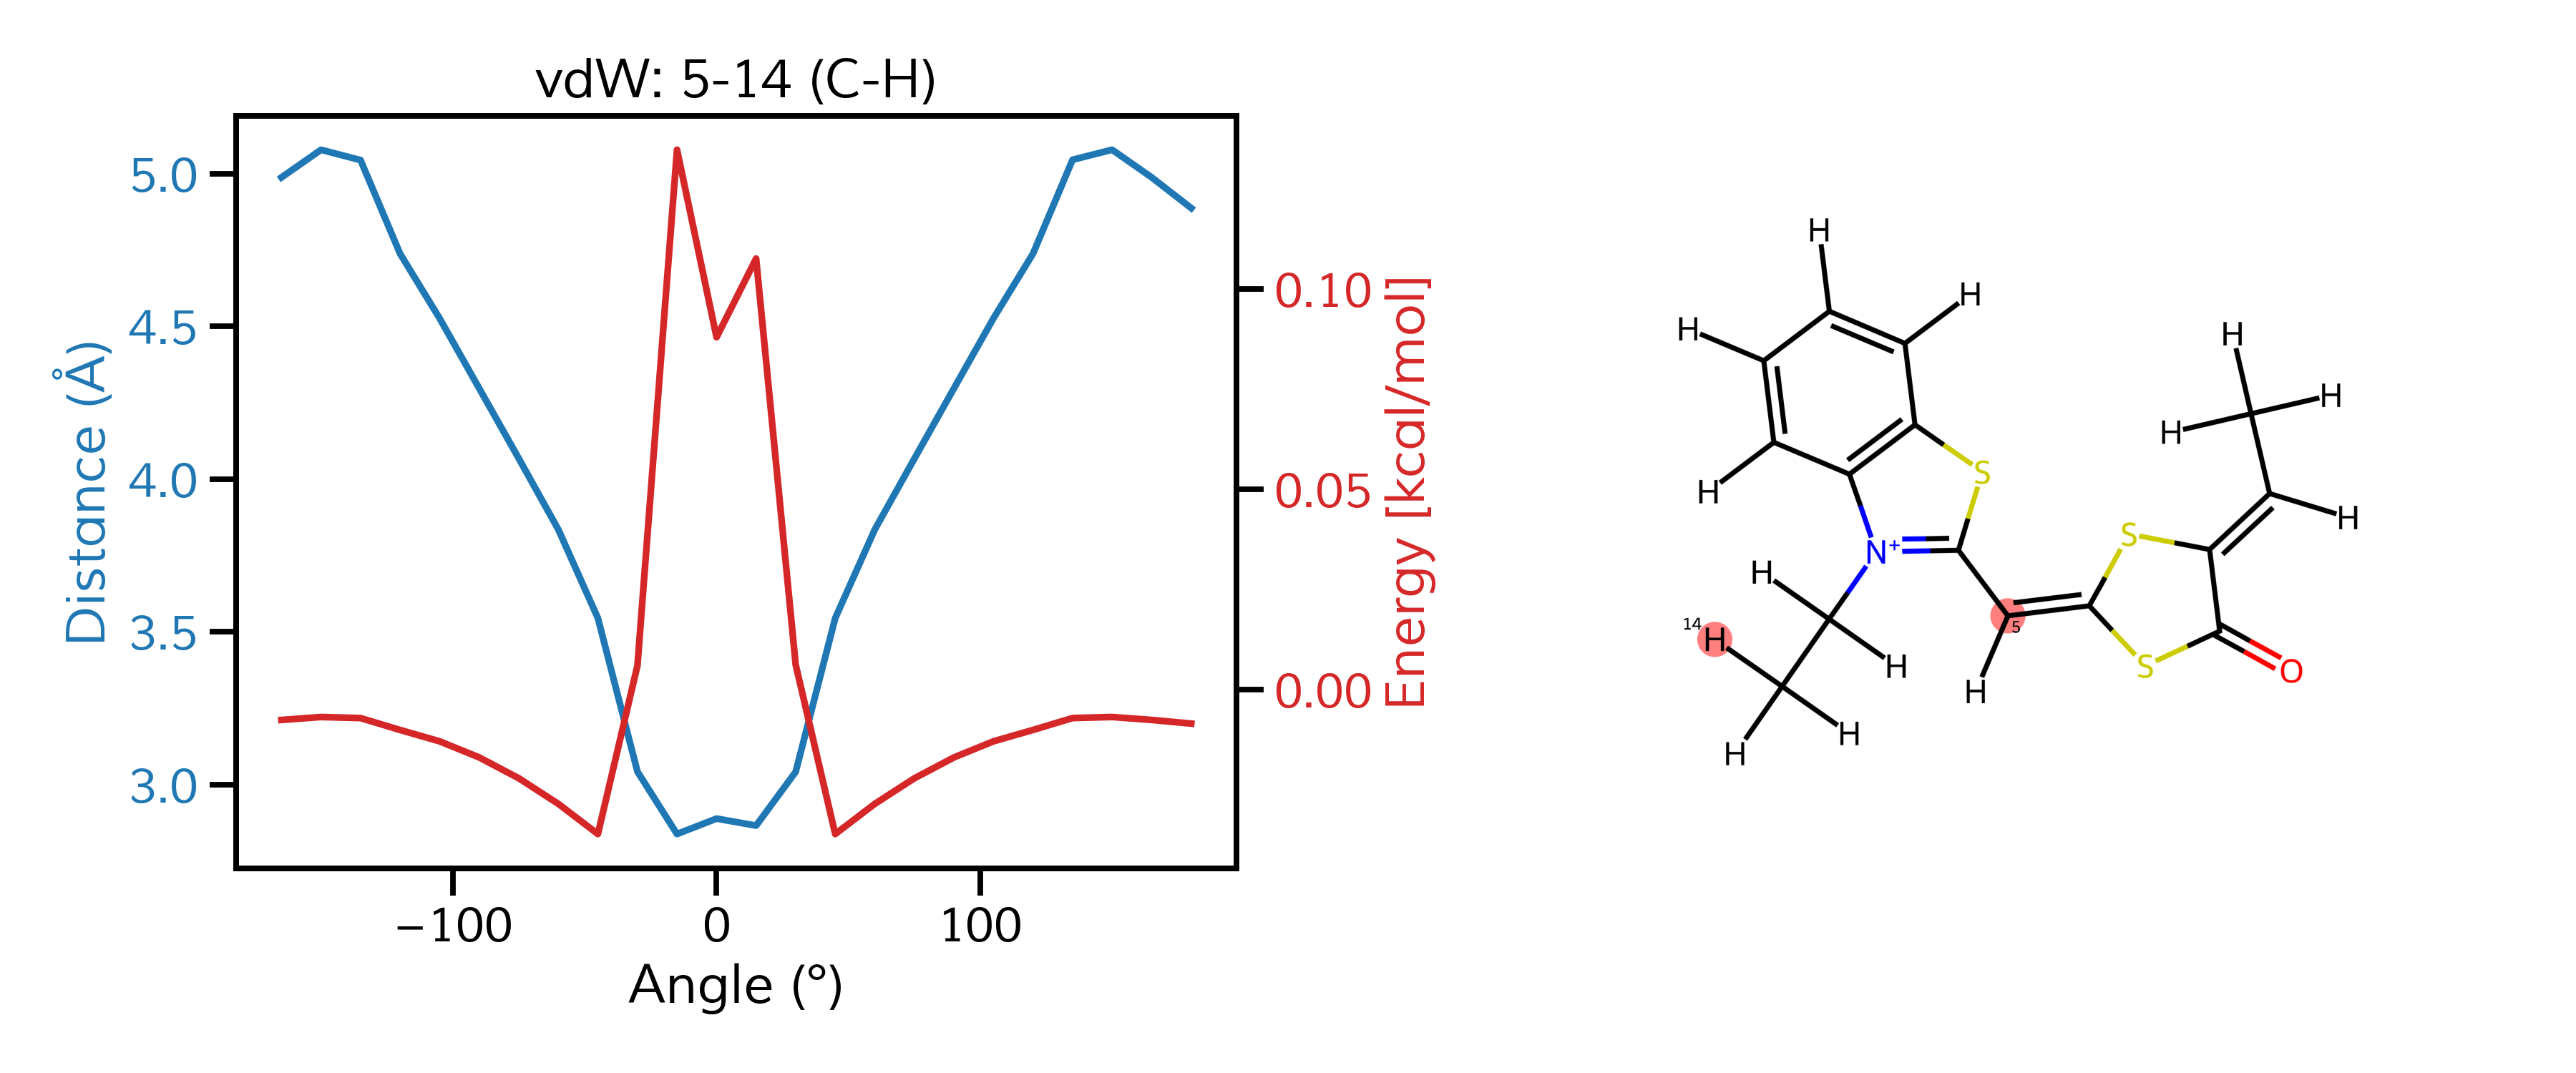 vdW: 5-14 (C-H)
5.0
4.5
4.0
3.5
3.0
Distance (Å)
−100
0
100
Angle (°)
0.10
0.05
0.00
Energy [kcal/mol]
H
H
H
H
H
H
H
S
H
H
S
N⁺
H
14
H
5
H
S
O
H
H
H